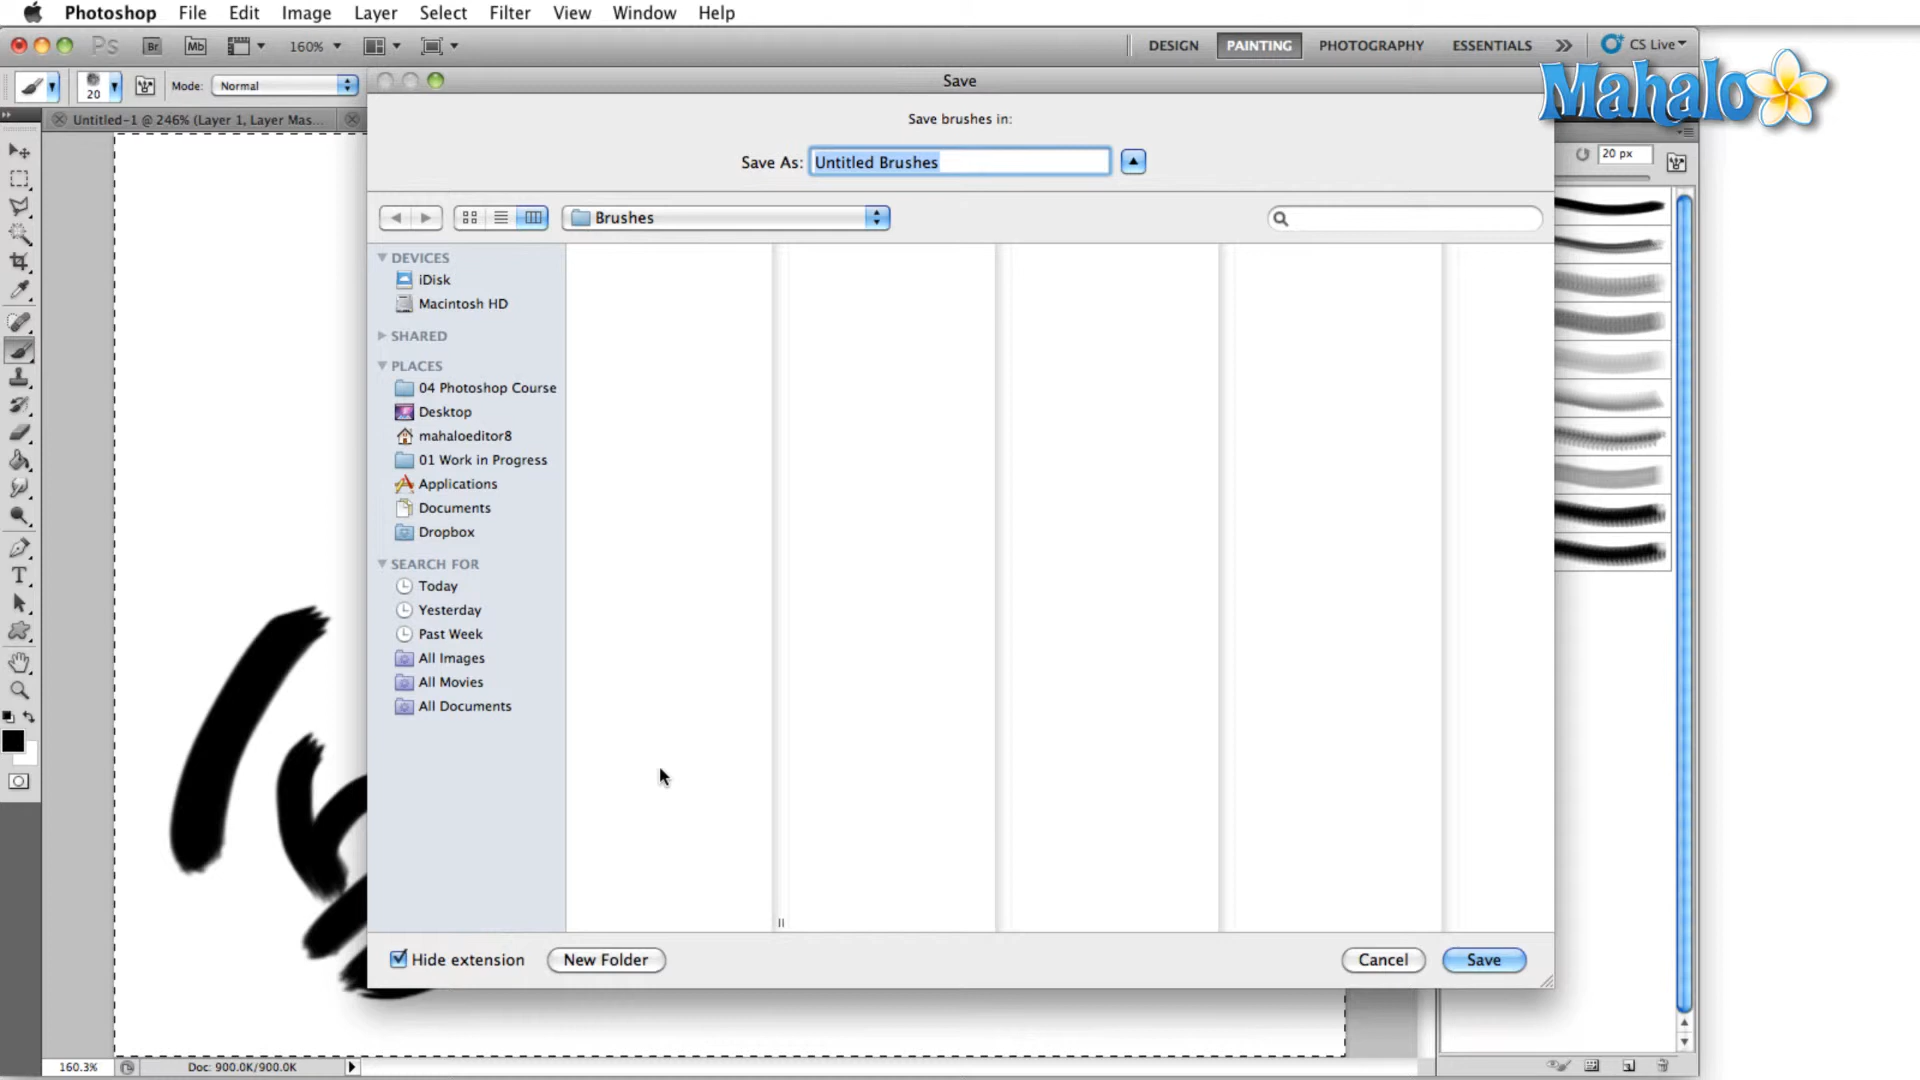 Photoshop File Edit Image Layer Select Filter View Window Help
Ps Br Mb 160% DESIGN PAINTING PHOTOGRAPHY ESSENTIALS CS Live
Mahalo
20 Mode: Normal
Save
Untitled-1 @ 246% (Layer 1, Layer Mas...
Save brushes in:
Save As: Untitled Brushes
20 px
Brushes
DEVICES
iDisk
Macintosh HD
SHARED
PLACES
04 Photoshop Course
Desktop
mahaloeditor8
01 Work in Progress
Applications
Documents
Dropbox
SEARCH FOR
Today
Yesterday
Past Week
All Images
All Movies
All Documents
Hide extension New Folder Cancel Save
160.3% Doc: 900.0K/900.0K